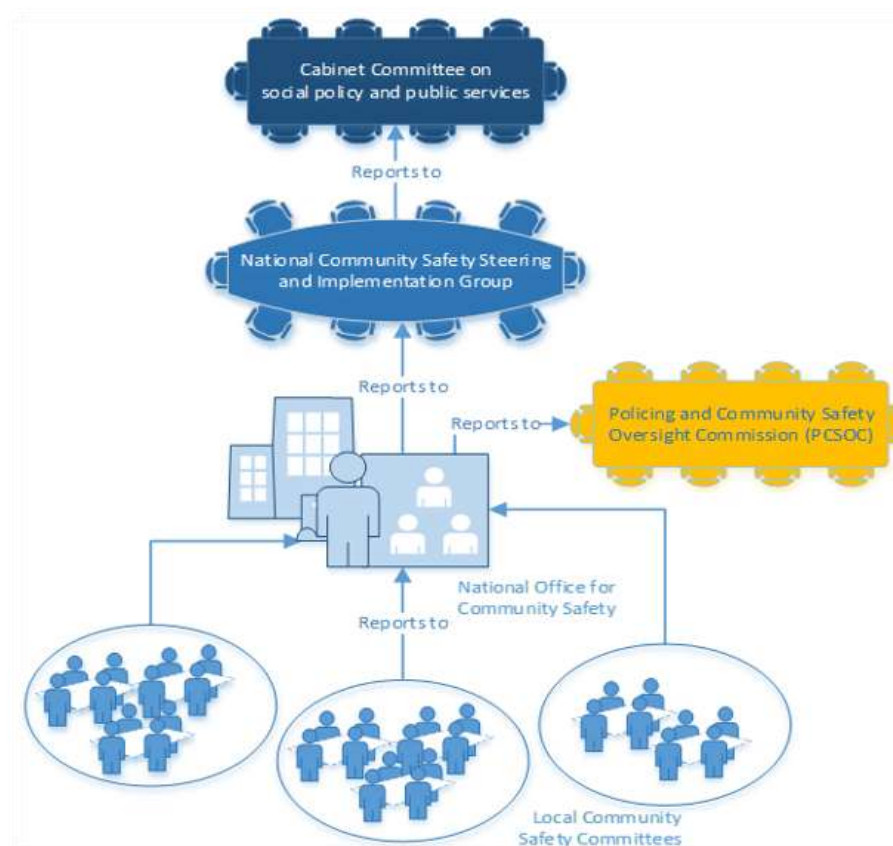 Cabinet Committee on
social policy and public services
Reports to
National Community Safety Steering
and Implementation Group
Reports to
Reports to
Policing and Community Safety
Oversight Commission (PCSOC)
National Office for
Community Safety
Reports to
Local Community
Safety Committees